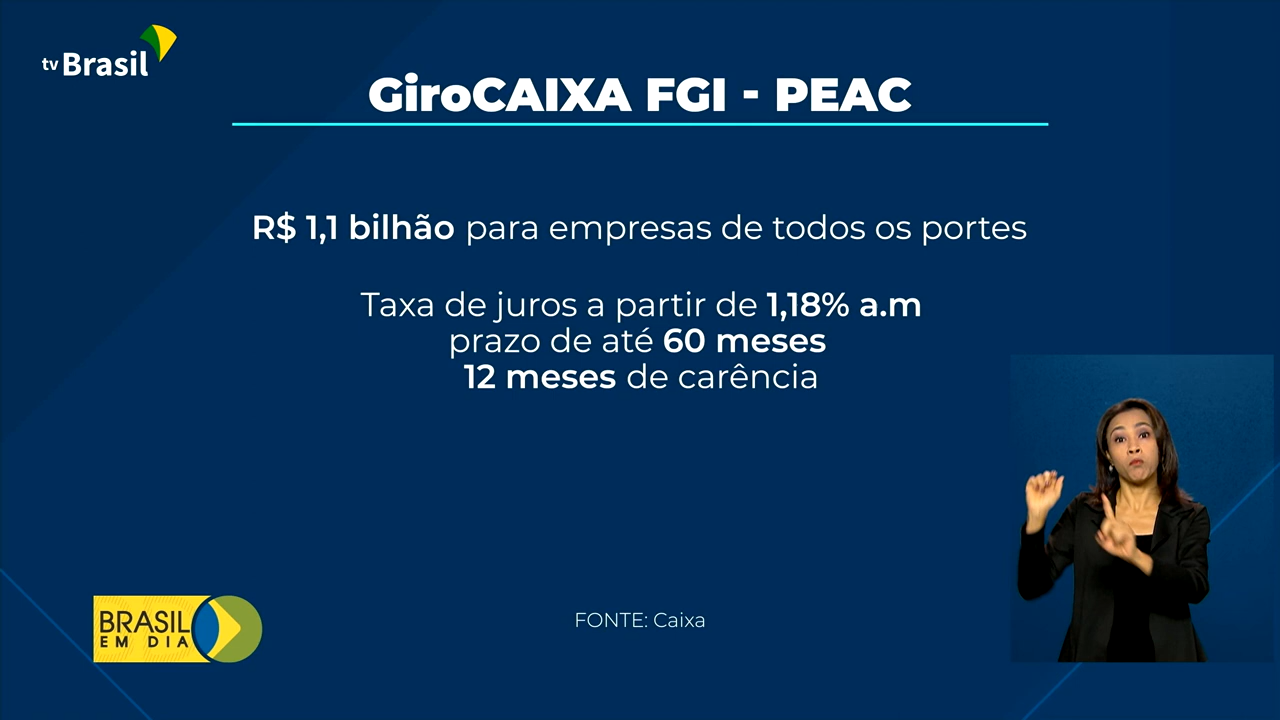 tv Brasil
GiroCAIXA FGI - PEAC
R$ 1,1 bilhão para empresas de todos os portes
Taxa de juros a partir de 1,18% a.m
prazo de até 60 meses
12 meses de carência
BRASIL
EM DIA
FONTE: Caixa